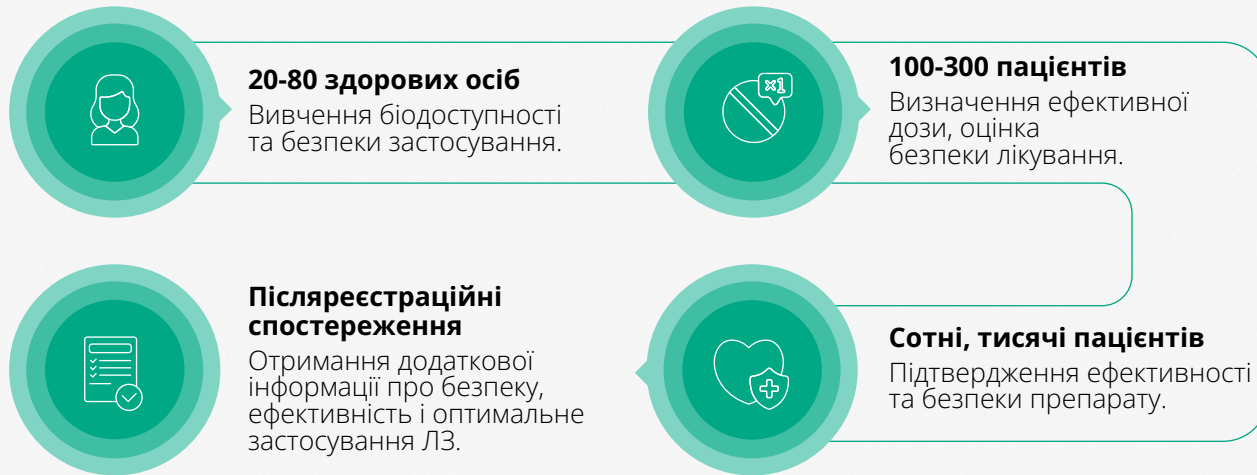 20-80 здорових осіб
Вивчення біодоступності
та безпеки застосування.
×1
100-300 пацієнтів
Визначення ефективної
дози, оцінка
безпеки лікування.
Сотні, тисячі пацієнтів
Підтвердження ефективності
та безпеки препарату.
Післяреєстраційні
спостереження
Отримання додаткової
інформації про безпеку,
ефективність і оптимальне
застосування ЛЗ.